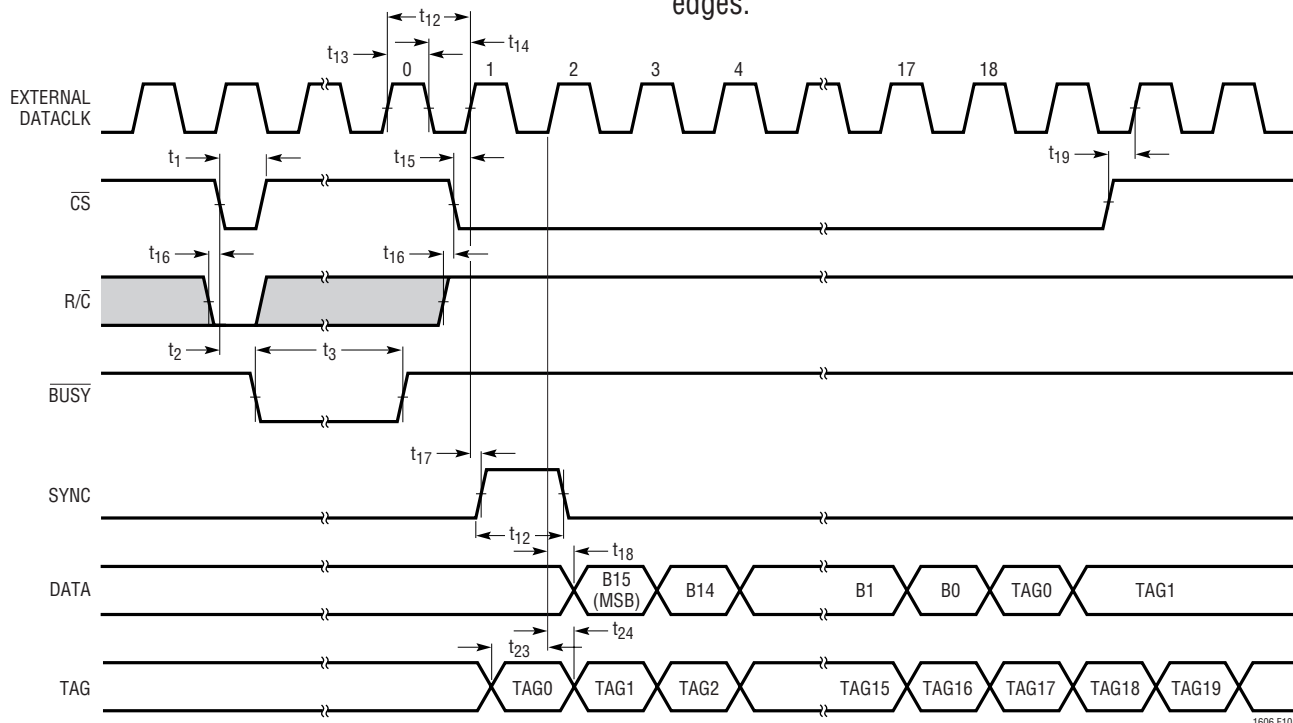 edges.
t12
t13
t14
0 1 2 3 4 17 18
EXTERNAL
DATACLK
t1
t15
t19
CS
t16
t16
R/C
t2
t3
BUSY
t17
SYNC
t12
t18
DATA
B15
(MSB)
B14
B1
B0
TAG0
TAG1
t23
t24
TAG
TAG0
TAG1
TAG2
TAG15
TAG16
TAG17
TAG18
TAG19
1606 F10